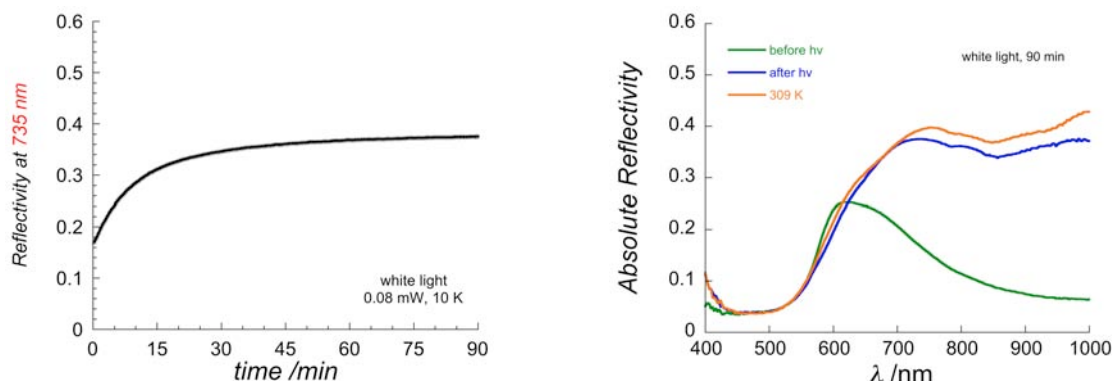 0.6
0.5
0.4
0.3
0.2
0.1
0
Reflectivity at 735 nm
white light
0.08 mW, 10 K
0 15 30 45 60 75 90
time /min
0.6
0.5
0.4
0.3
0.2
0.1
0
Absolute Reflectivity
before hν
after hν
309 K
white light, 90 min
400 500 600 700 800 900 1000
λ /nm